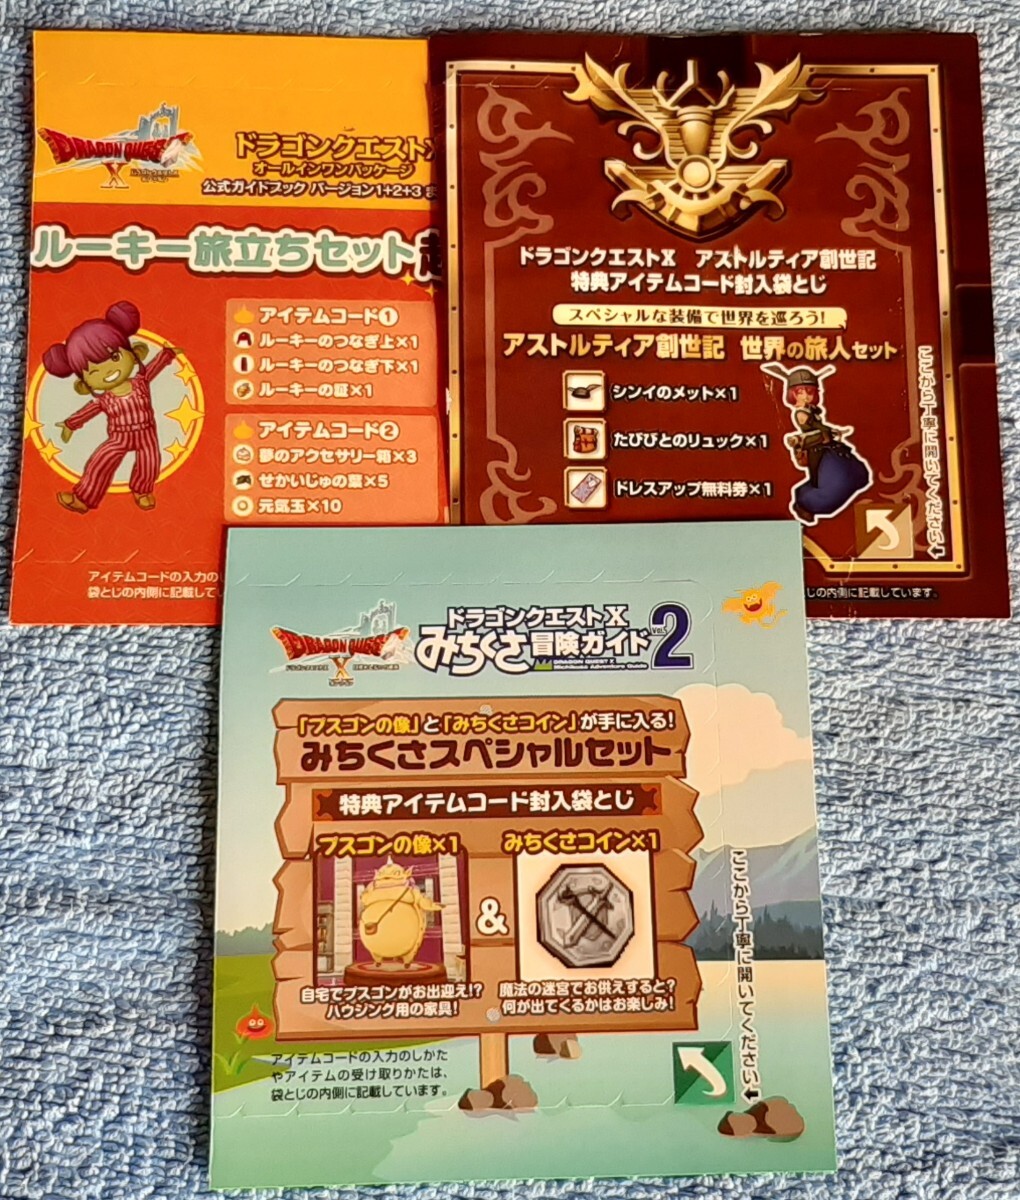 DRAGON QUEST
X
ドラゴンクエストX
オールインワンパッケージ
公式ガイドブック バージョン1+2+3 ま
ルーキー旅立ちセット
アイテムコード①
ルーキーのつなぎ上×1
ルーキーのつなぎ下×1
ルーキーの証×1
アイテムコード②
夢のアクセサリー箱×3
せかいじゅの葉×5
元気玉×10
アイテムコードの入力のし
袋とじの内側に記載して
ドラゴンクエストX アストルティア創世記
特典アイテムコード封入袋とじ
スペシャルな装備で世界を巡ろう!
アストルティア創世記 世界の旅人セット
シンイのメット×1
たびびとのリュック×1
ドレスアップ無料券×1
ここから丁寧に開いてください
とじの内側に記載しています。
DRAGON QUEST
X
ドラゴンクエストX
みちくさ冒険ガイド
VOL.2
DRAGON QUEST X
「ブスゴンの像」と「みちくさコイン」が手に入る!
みちくさスペシャルセット
特典アイテムコード封入袋とじ
ブスゴンの像×1
&
みちくさコイン×1
自宅でブスゴンがお出迎え!?
ハウジング用の家具!
魔法の迷宮でお供えすると?
何が出てくるかはお楽しみ!
アイテムコードの入力のしかた
やアイテムの受け取りかたは、
袋とじの内側に記載しています。
ここから丁寧に開いてください